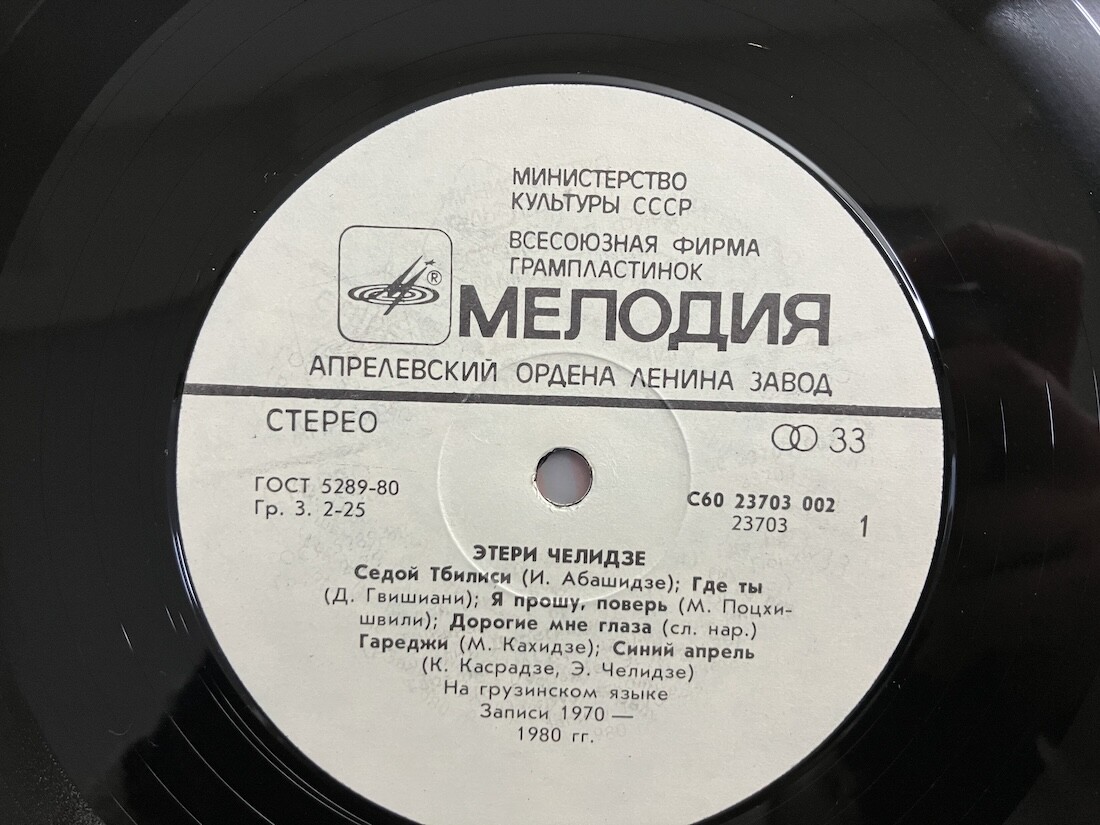 МИНИСТЕРСТВО
КУЛЬТУРЫ СССР
ВСЕСОЮЗНАЯ ФИРМА
ГРАМПЛАСТИНОК
®
МЕЛОДИЯ
АПРЕЛЕВСКИЙ ОРДЕНА ЛЕНИНА ЗАВОД
СТЕРЕО
33
ГОСТ 5289-80
Гр. 3. 2-25
С60 23703 002
23703
1
ЭТЕРИ ЧЕЛИДЗЕ
Седой Тбилиси (И. Абашидзе); Где ты
(Д. Гвишиани); Я прошу, поверь (М. Поцхи-
швили); Дорогие мне глаза (сл. нар.)
Гареджи (М. Кахидзе); Синий апрель
(К. Касрадзе, Э. Челидзе)
На грузинском языке
Записи 1970 —
1980 гг.